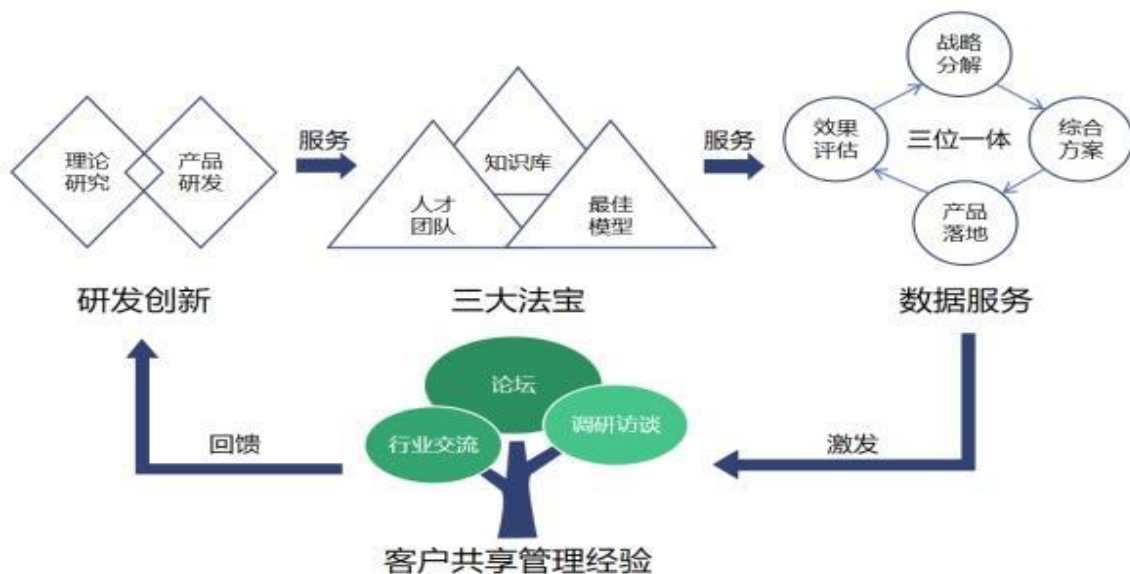 理论
研究
产品
研发
服务
知识库
人才
团队
最佳
模型
服务
战略
分解
效果
评估
三位一体
综合
方案
产品
落地
研发创新
三大法宝
数据服务
论坛
行业交流
调研访谈
回馈
激发
客户共享管理经验